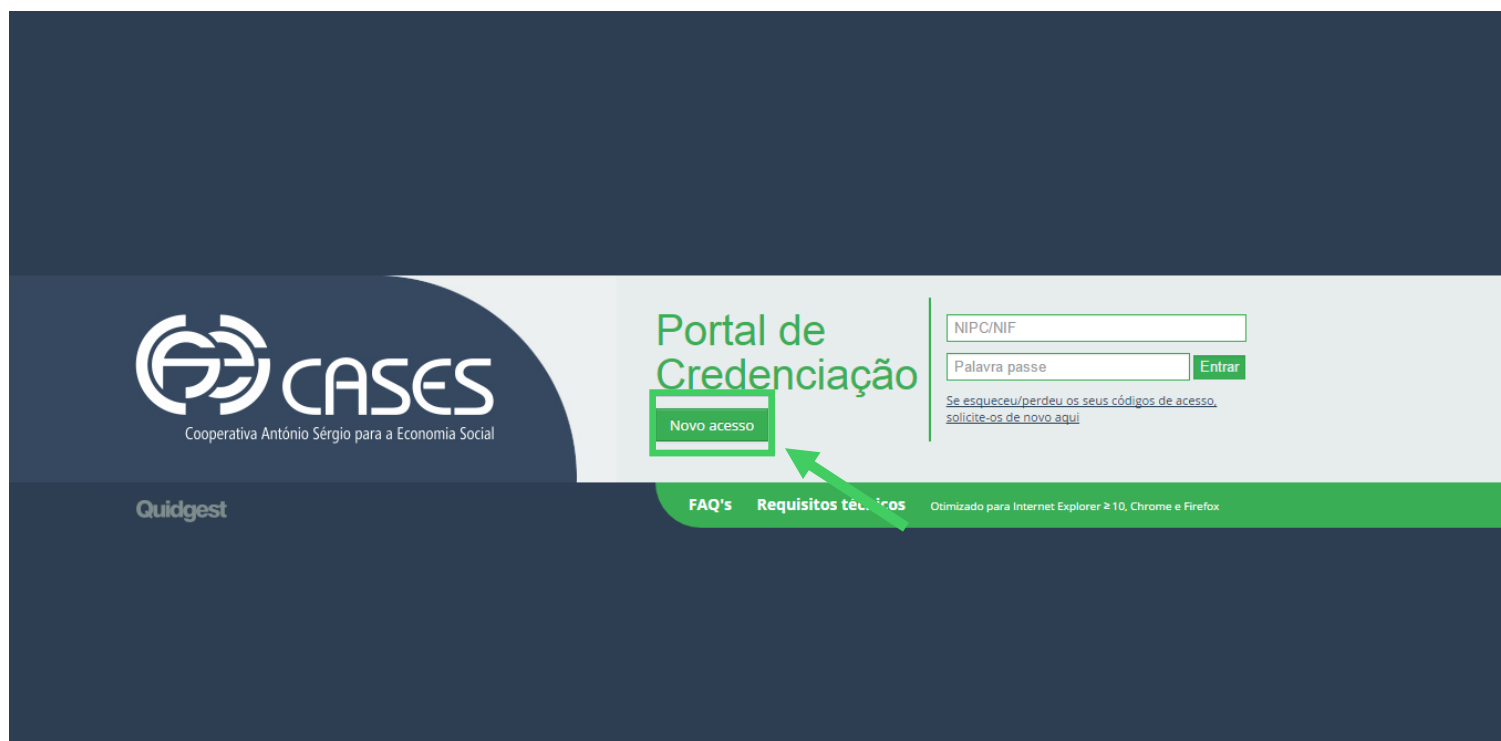 CASES
Cooperativa António Sérgio para a Economia Social
Portal de
Credenciação
Novo acesso
NIPC/NIF
Palavra passe
Entrar
Se esqueceu/perdeu os seus códigos de acesso,
solicite-os de novo aqui
Quidgest
FAQ's
Requisitos técnicos
Otimizado para Internet Explorer ≥ 10, Chrome e Firefox